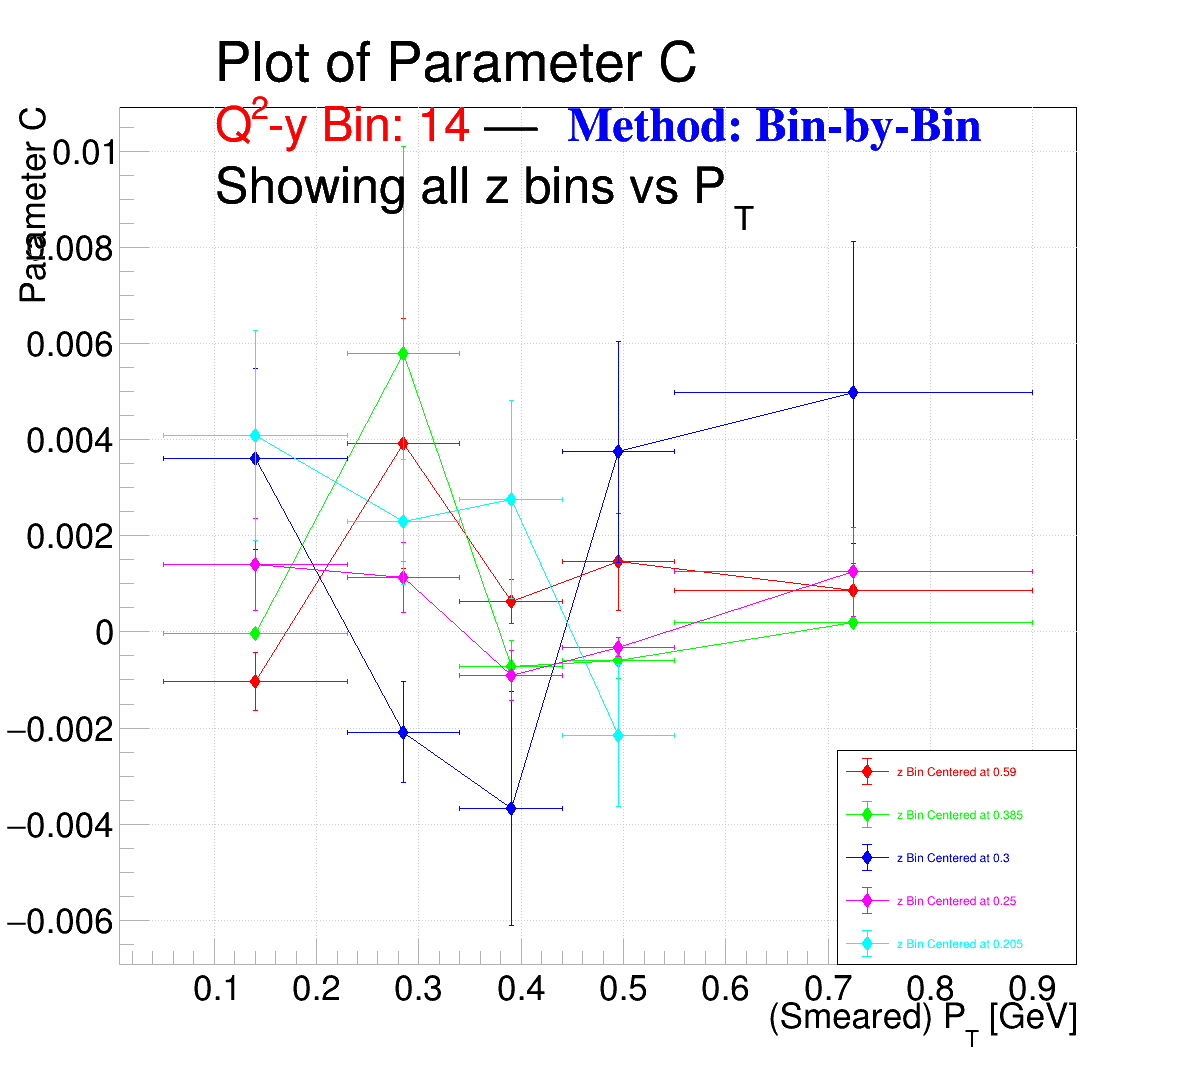 Plot of Parameter C
Q²-y Bin: 14 — Method: Bin-by-Bin
Showing all z bins vs P_T
Parameter C
0.01
0.008
0.006
0.004
0.002
0
−0.002
−0.004
−0.006
z Bin Centered at 0.59
z Bin Centered at 0.385
z Bin Centered at 0.3
z Bin Centered at 0.25
z Bin Centered at 0.205
0.1 0.2 0.3 0.4 0.5 0.6 0.7 0.8 0.9
(Smeared) P_T [GeV]